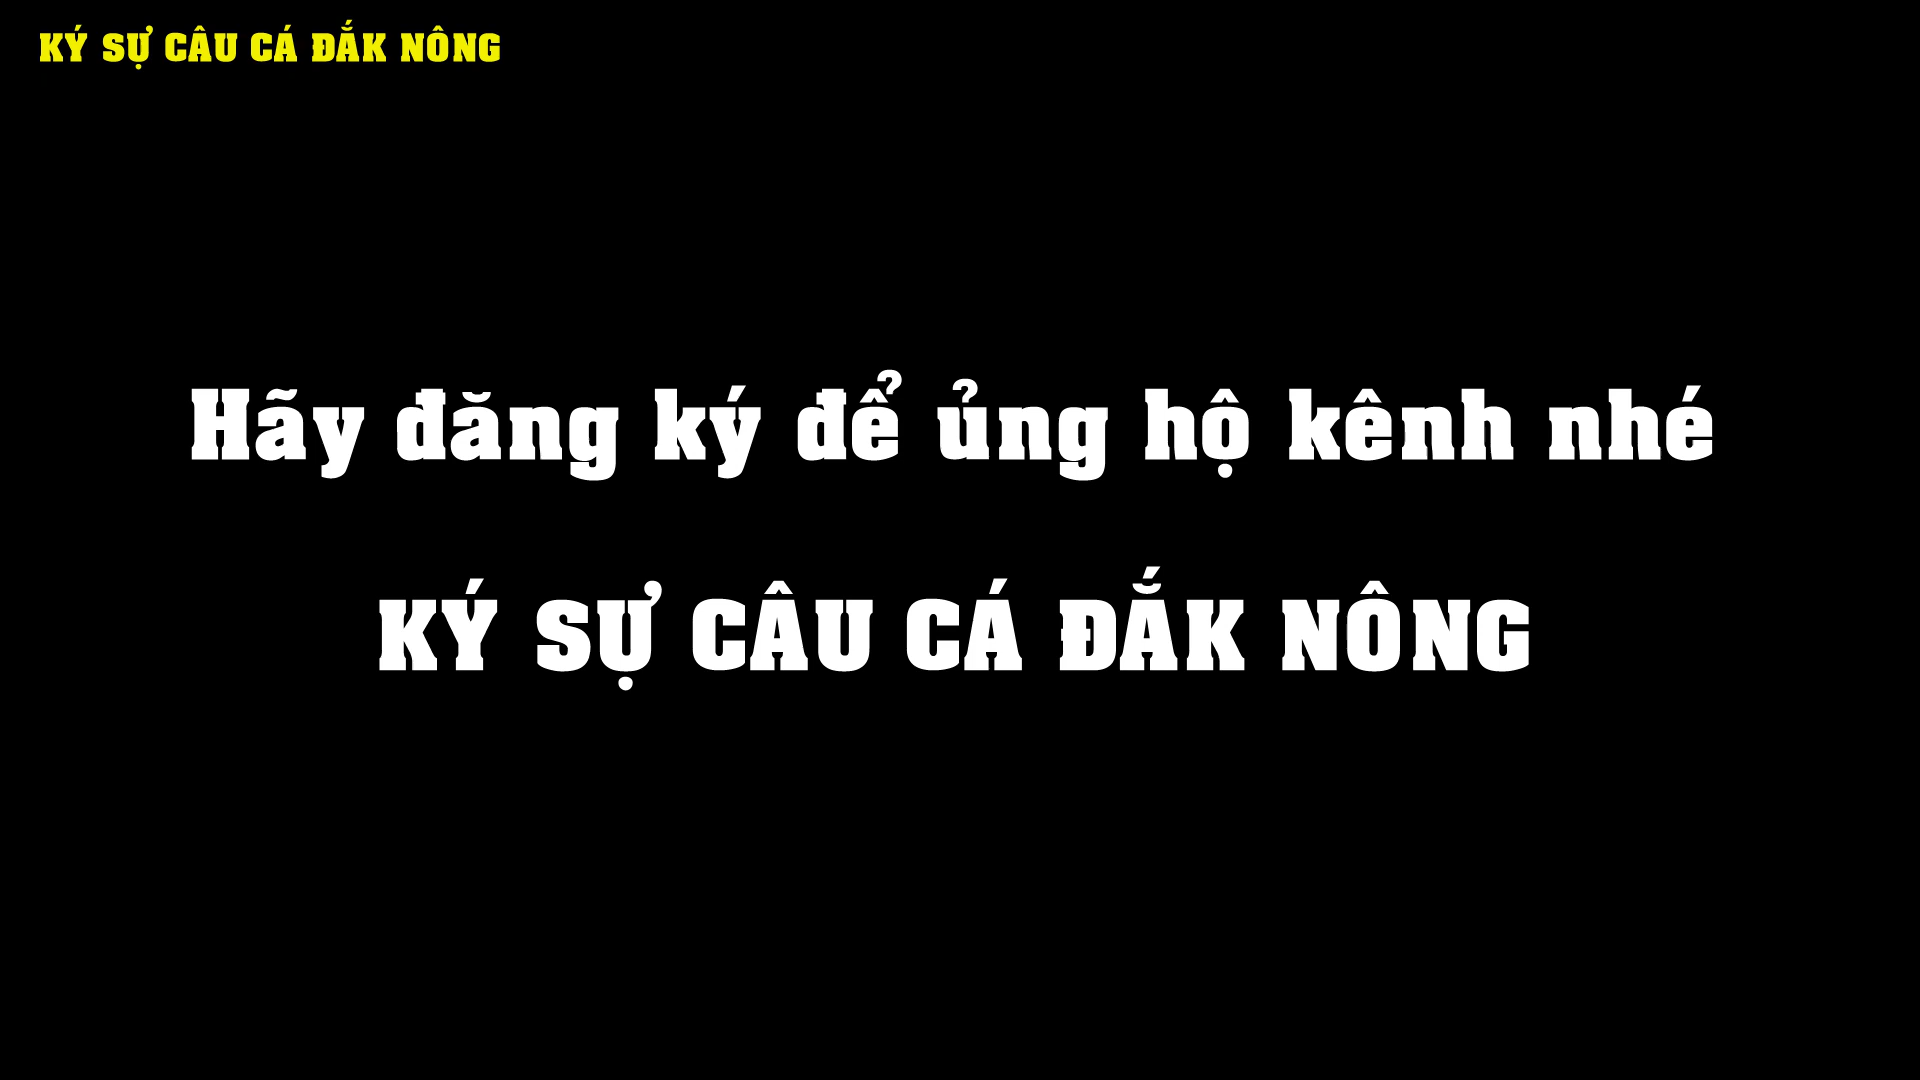 KÝ SỰ CÂU CÁ ĐẮK NÔNG
Hãy đăng ký để ủng hộ kênh nhé
KÝ SỰ CÂU CÁ ĐẮK NÔNG